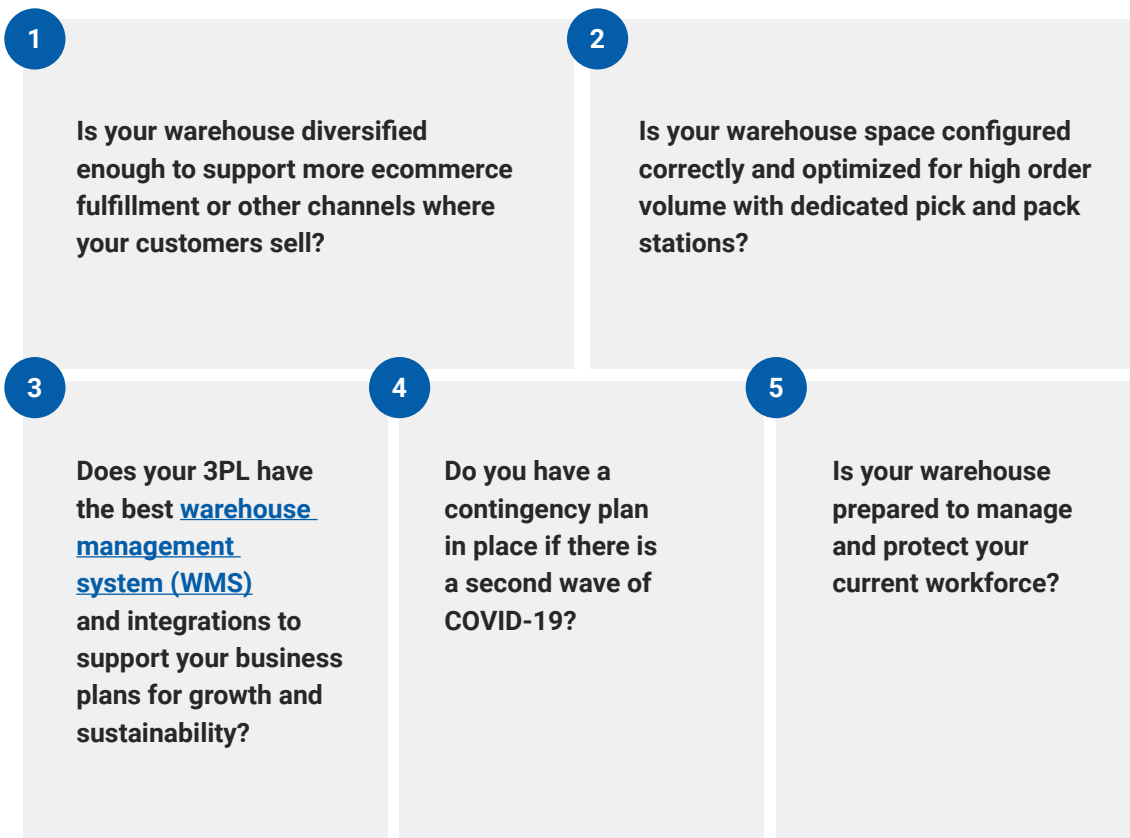 1
Is your warehouse diversified
enough to support more ecommerce
fulfillment or other channels where
your customers sell?
2
Is your warehouse space configured
correctly and optimized for high order
volume with dedicated pick and pack
stations?
3
Does your 3PL have
the best warehouse
management
system (WMS)
and integrations to
support your business
plans for growth and
sustainability?
4
Do you have a
contingency plan
in place if there is
a second wave of
COVID-19?
5
Is your warehouse
prepared to manage
and protect your
current workforce?